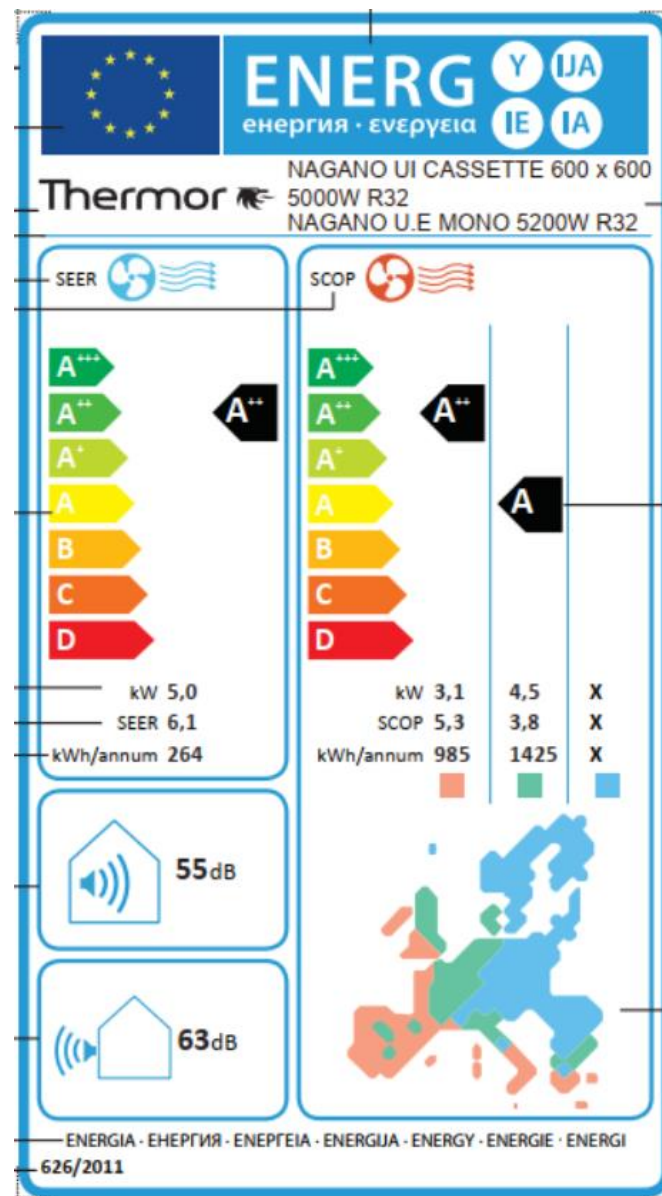 ENERG Y IJA
енергия · ενεργεια IE IA
Thermor
NAGANO UI CASSETTE 600 x 600
5000W R32
NAGANO U.E MONO 5200W R32
SEER
A+++
A++
A+
A
B
C
D
A++
kW 5,0
SEER 6,1
kWh/annum 264
SCOP
A+++
A++
A+
A
B
C
D
A++
A
kW 3,1 4,5 X
SCOP 5,3 3,8 X
kWh/annum 985 1425 X
55dB
63dB
ENERGIA · ЕНЕРГИЯ · ΕΝΕΡΓΕΙΑ · ENERGIJA · ENERGY · ENERGIE · ENERGI
626/2011